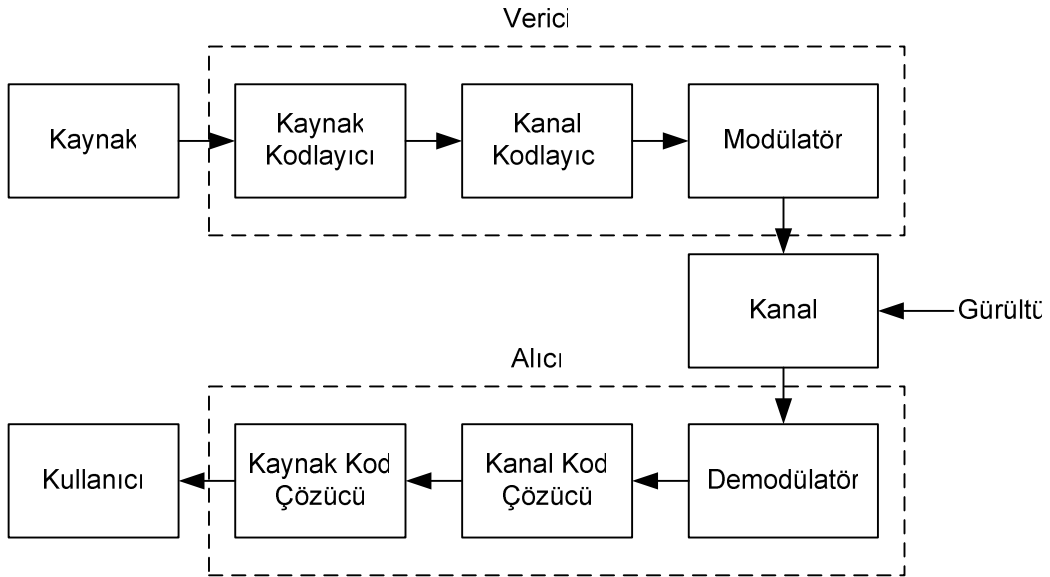 Verici
Kaynak
Kaynak
Kodlayıcı
Kanal
Kodlayıc
Modülatör
Kanal
Gürültü
Alıcı
Kullanıcı
Kaynak Kod
Çözücü
Kanal Kod
Çözücü
Demodülatör